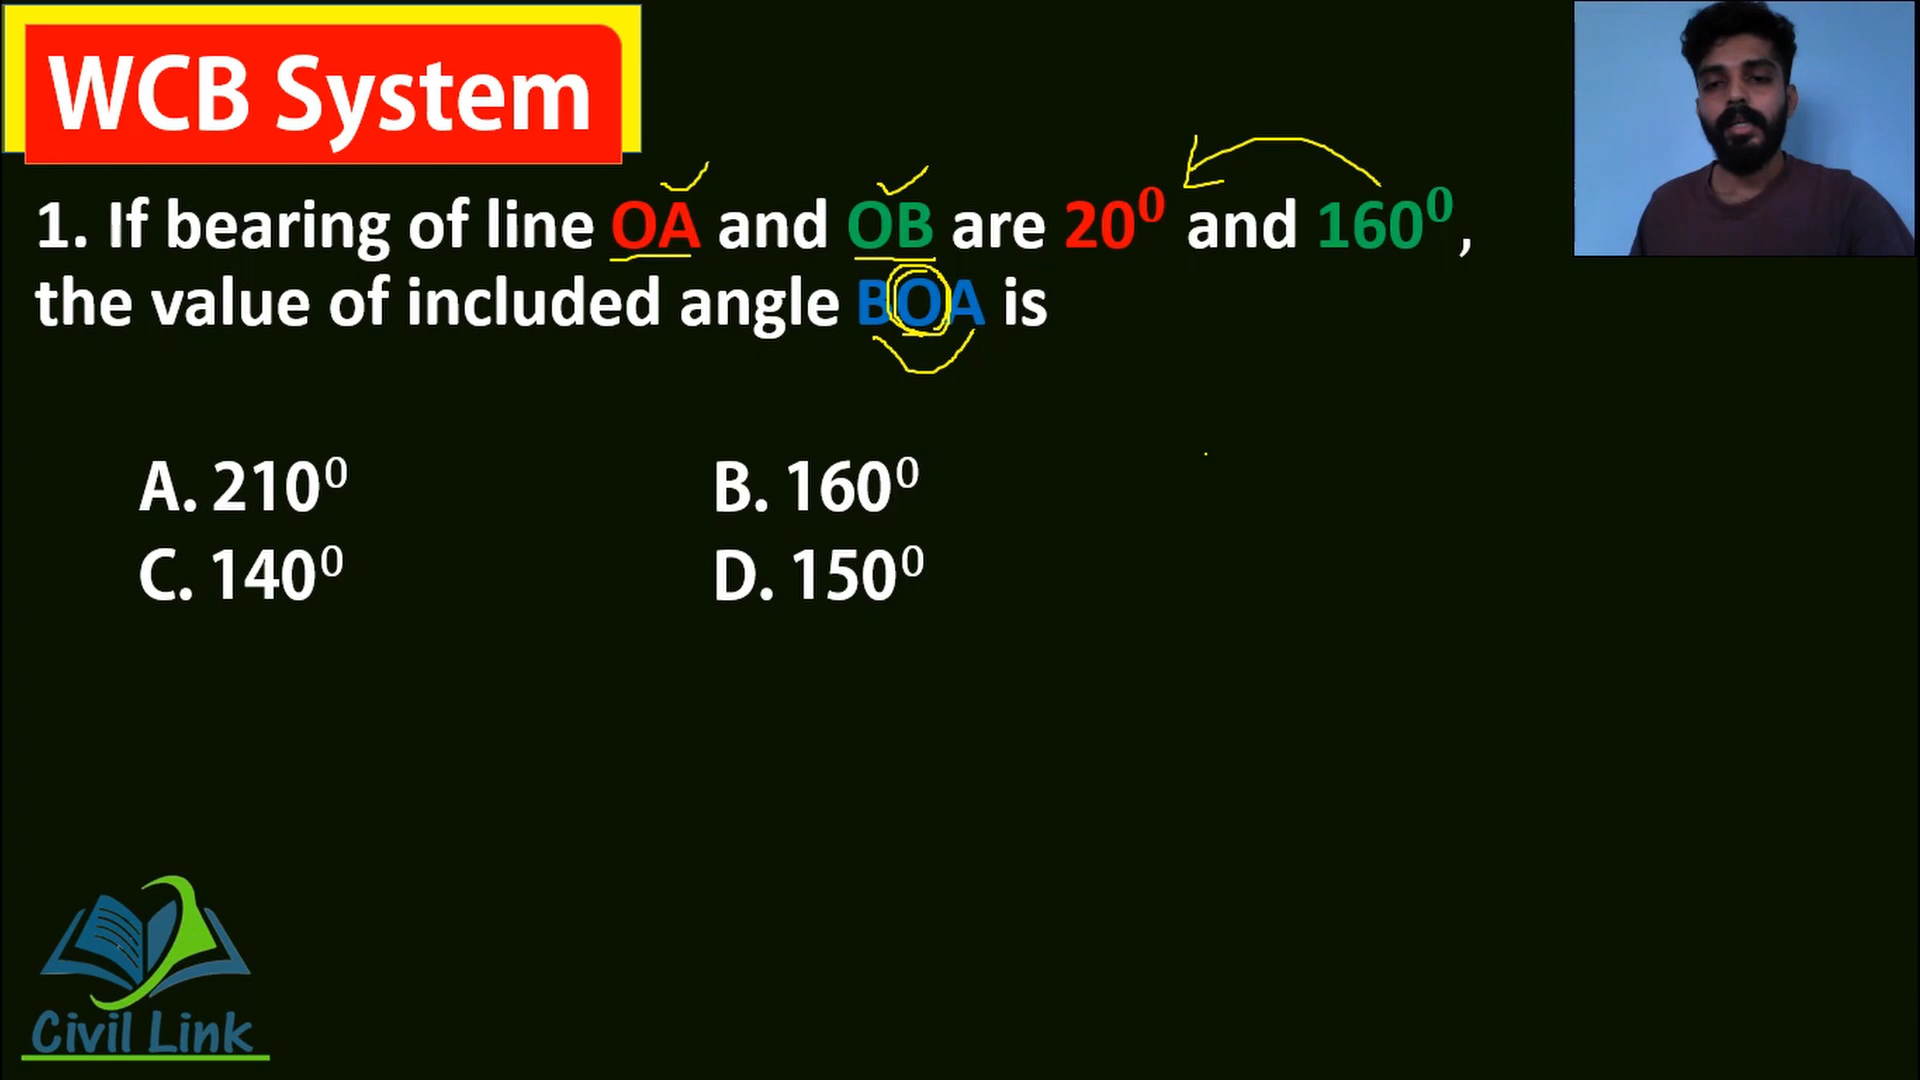 WCB System
1. If bearing of line OA and OB are 20⁰ and 160⁰,
the value of included angle BOA is
A. 210⁰
B. 160⁰
C. 140⁰
D. 150⁰
Civil Link